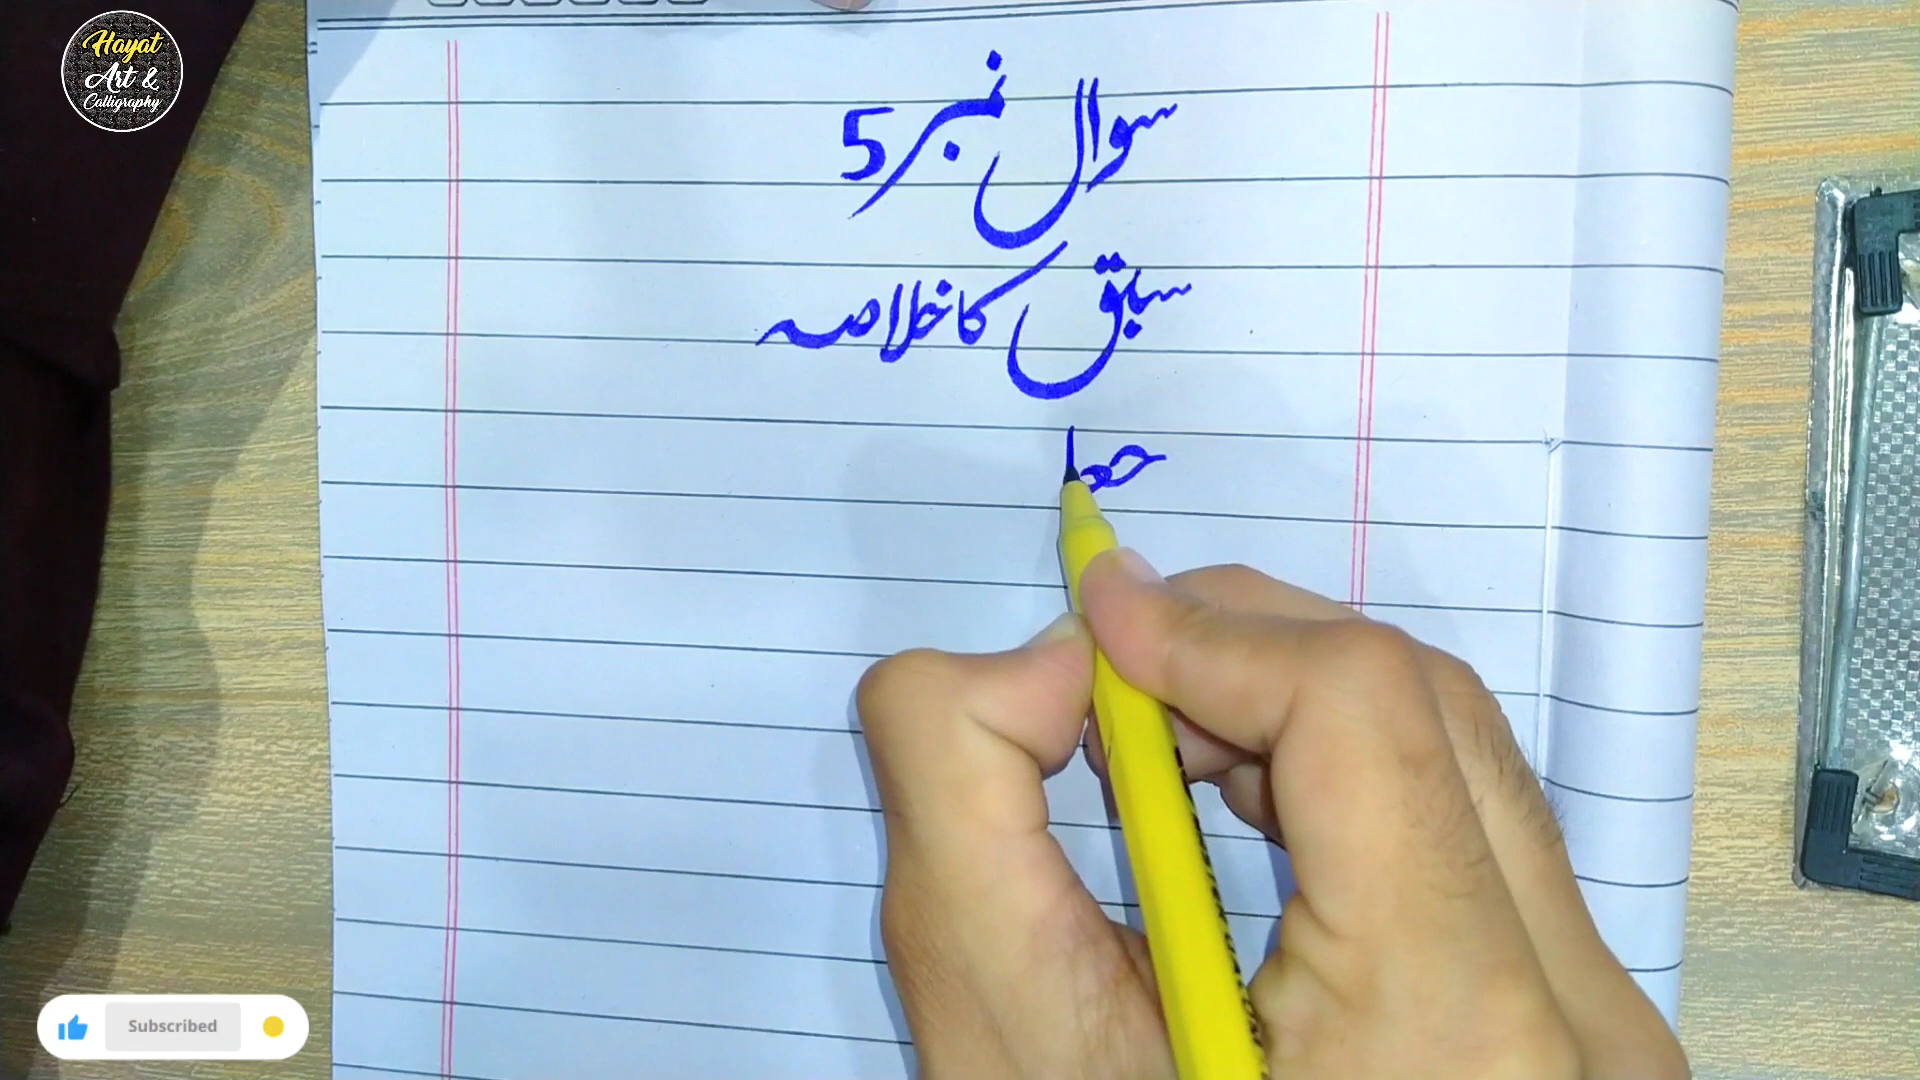 Hayat
Art &
Calligraphy
سوال نمبر 5
سبق کا خلاصہ
Subscribed